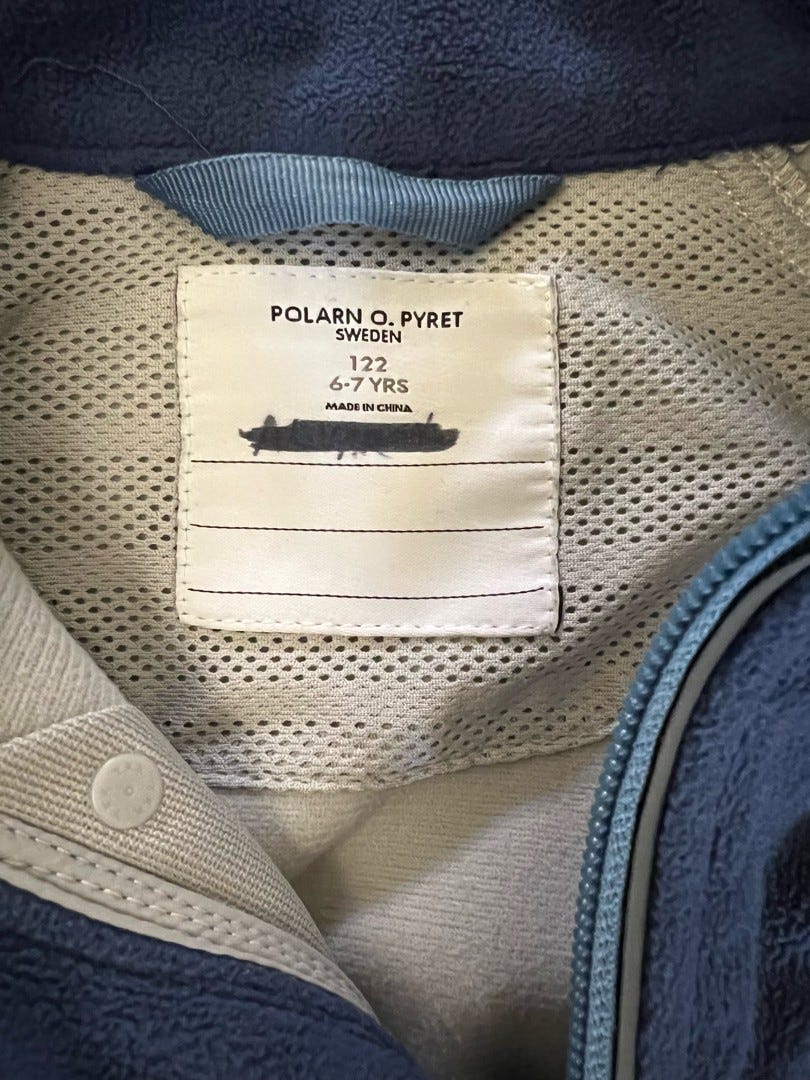 POLARN O. PYRET
SWEDEN
122
6-7 YRS
MADE IN CHINA